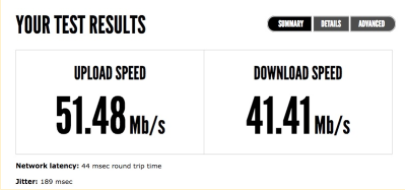 YOUR TEST RESULTS
SUMMARY DETAILS ADVANCED
UPLOAD SPEED
51.48 Mb/s
DOWNLOAD SPEED
41.41 Mb/s
Network latency: 44 msec round trip time
Jitter: 189 msec